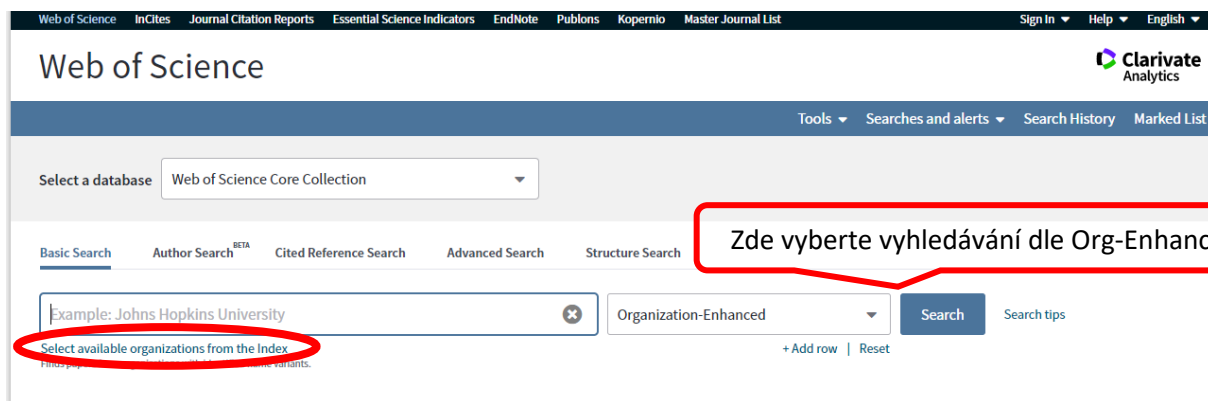 Web of Science InCites Journal Citation Reports Essential Science Indicators EndNote Publons Kopernio Master Journal List Sign In Help English
Web of Science
Clarivate
Analytics
Tools Searches and alerts Search History Marked List
Select a database Web of Science Core Collection
Zde vyberte vyhledávání dle Org-Enhanc
Basic Search Author Search BETA Cited Reference Search Advanced Search Structure Search
Example: Johns Hopkins University Organization-Enhanced Search Search tips
Select available organizations from the Index + Add row | Reset
variants.